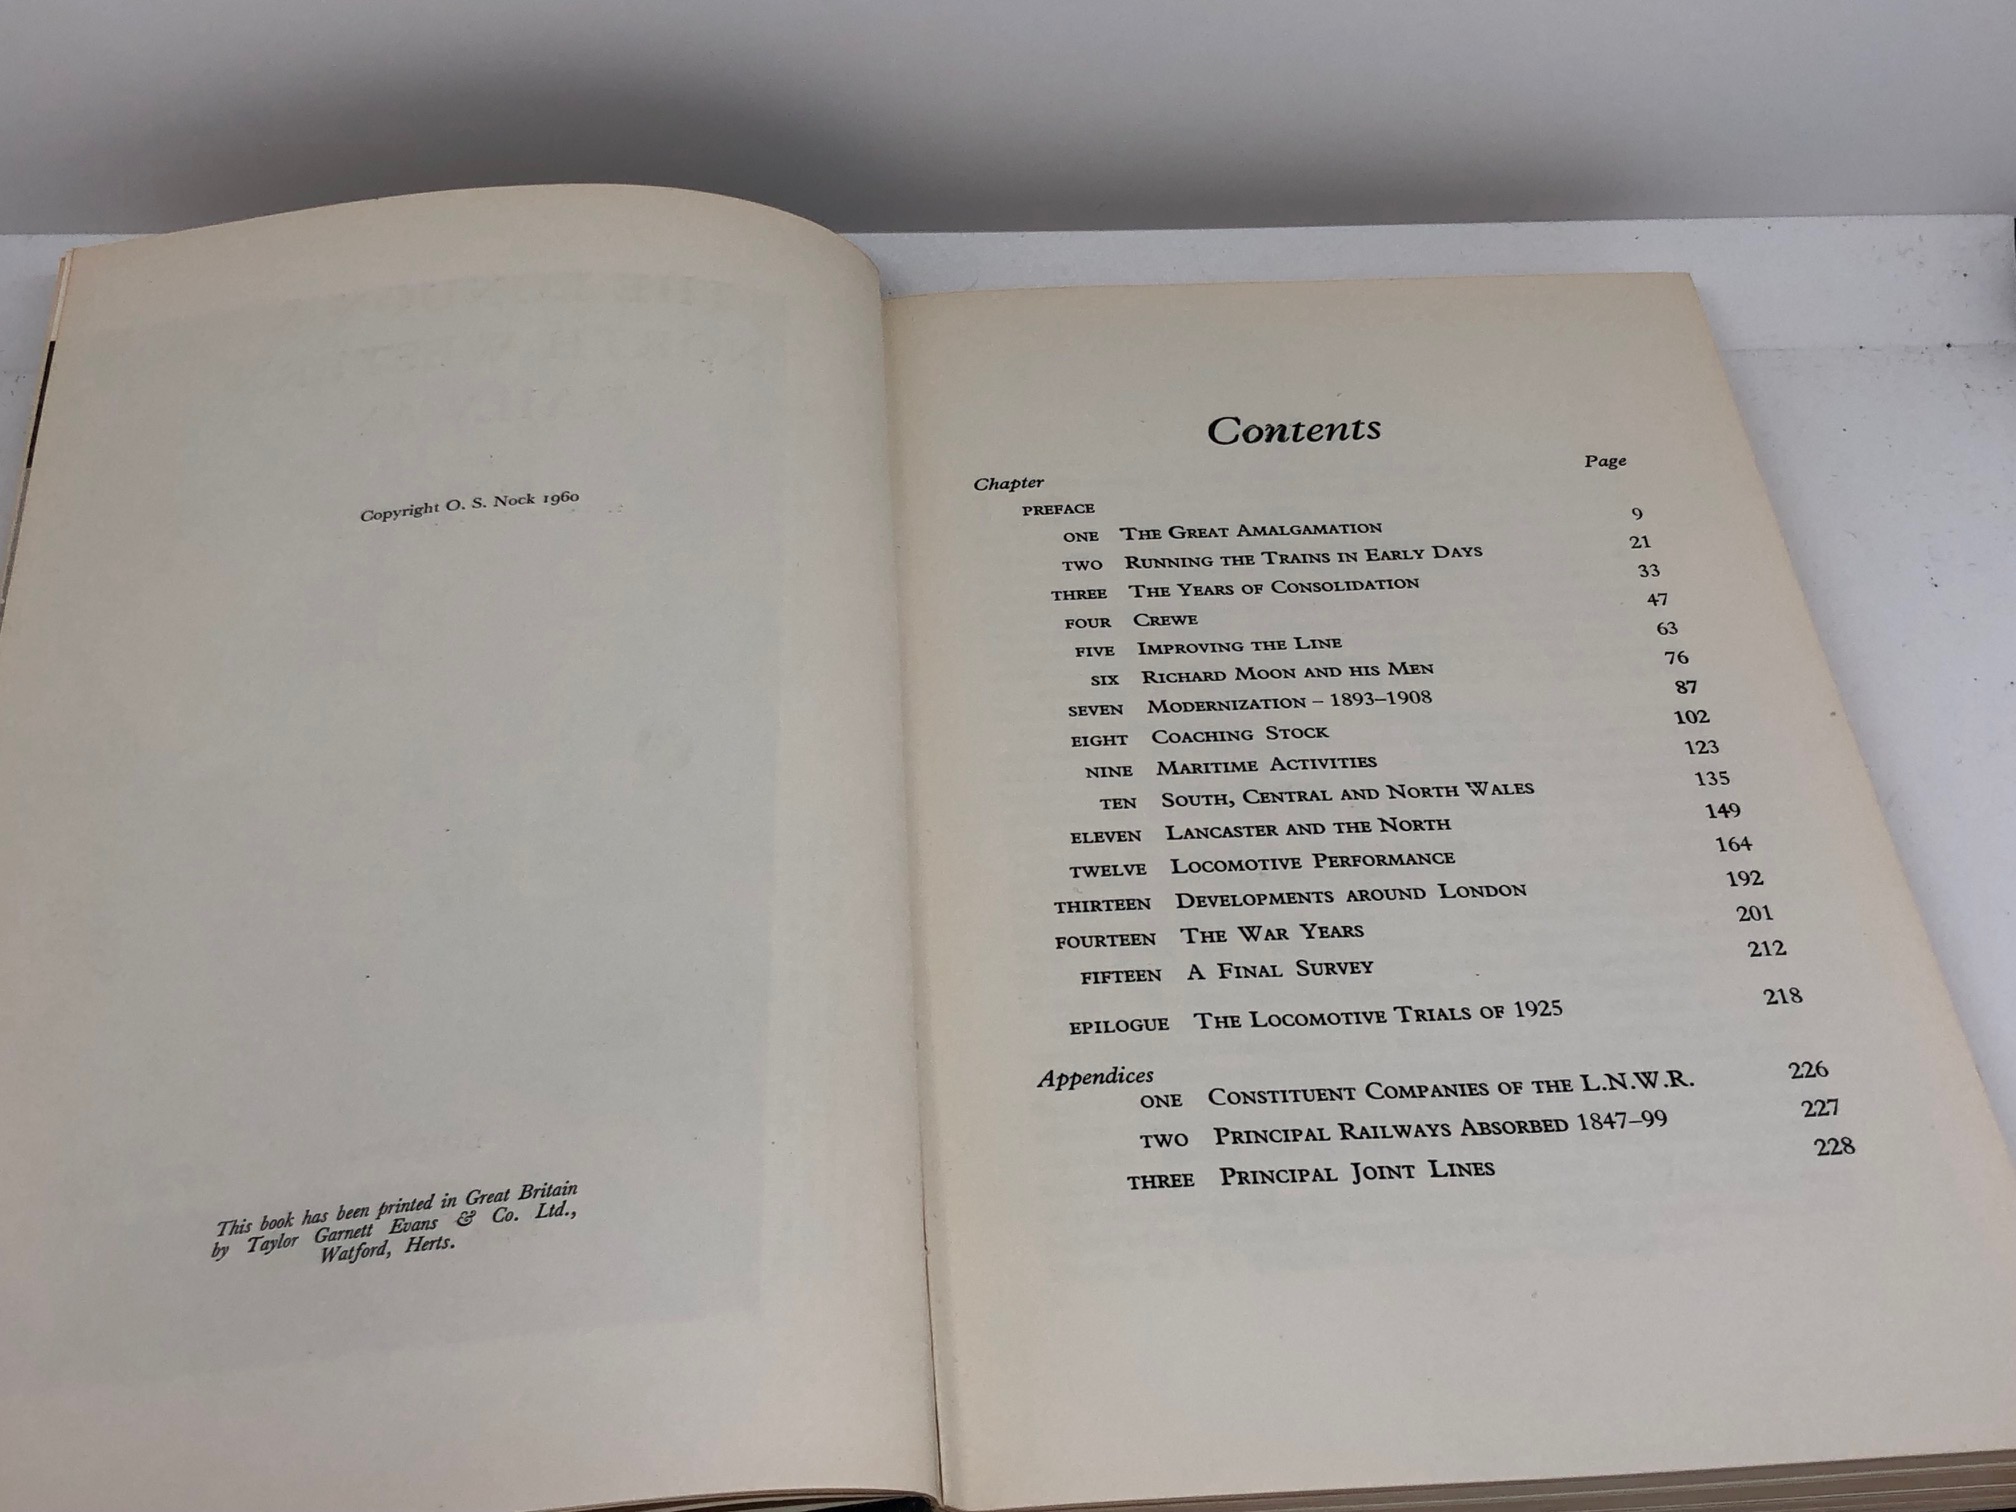 Copyright O. S. Nock 1960
This book has been printed in Great Britain
by Taylor Garnett Evans & Co. Ltd.,
Watford, Herts.
Contents
Chapter Page
PREFACE
ONE THE GREAT AMALGAMATION 9
TWO RUNNING THE TRAINS IN EARLY DAYS 21
THREE THE YEARS OF CONSOLIDATION 33
FOUR CREWE 47
FIVE IMPROVING THE LINE 63
SIX RICHARD MOON AND HIS MEN 76
SEVEN MODERNIZATION – 1893–1908 87
EIGHT COACHING STOCK 102
NINE MARITIME ACTIVITIES 123
TEN SOUTH, CENTRAL AND NORTH WALES 135
ELEVEN LANCASTER AND THE NORTH 149
TWELVE LOCOMOTIVE PERFORMANCE 164
THIRTEEN DEVELOPMENTS AROUND LONDON 192
FOURTEEN THE WAR YEARS 201
FIFTEEN A FINAL SURVEY 212
EPILOGUE THE LOCOMOTIVE TRIALS OF 1925 218
Appendices
ONE CONSTITUENT COMPANIES OF THE L.N.W.R. 226
TWO PRINCIPAL RAILWAYS ABSORBED 1847–99 227
THREE PRINCIPAL JOINT LINES 228